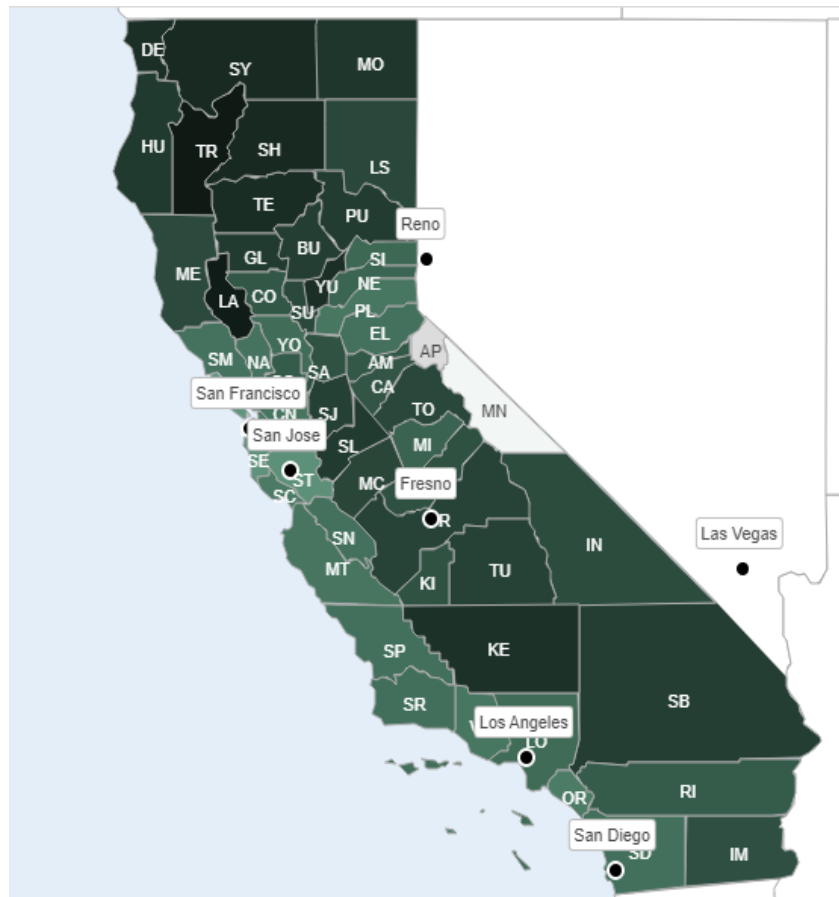 DE
SY
MO
HU
TR
SH
LS
TE
PU
Reno
BU
GL
SI
ME
NE
YU
LA
CO
SU
PL
EL
YO
AP
SM
NA
AM
SA
CA
San Francisco
TO
MN
CN
SJ
San Jose
SL
MI
SE
ST
MC
Fresno
SC
R
Las Vegas
SN
IN
MT
TU
KI
KE
SP
SB
SR
Los Angeles
LO
RI
OR
San Diego
SD
IM